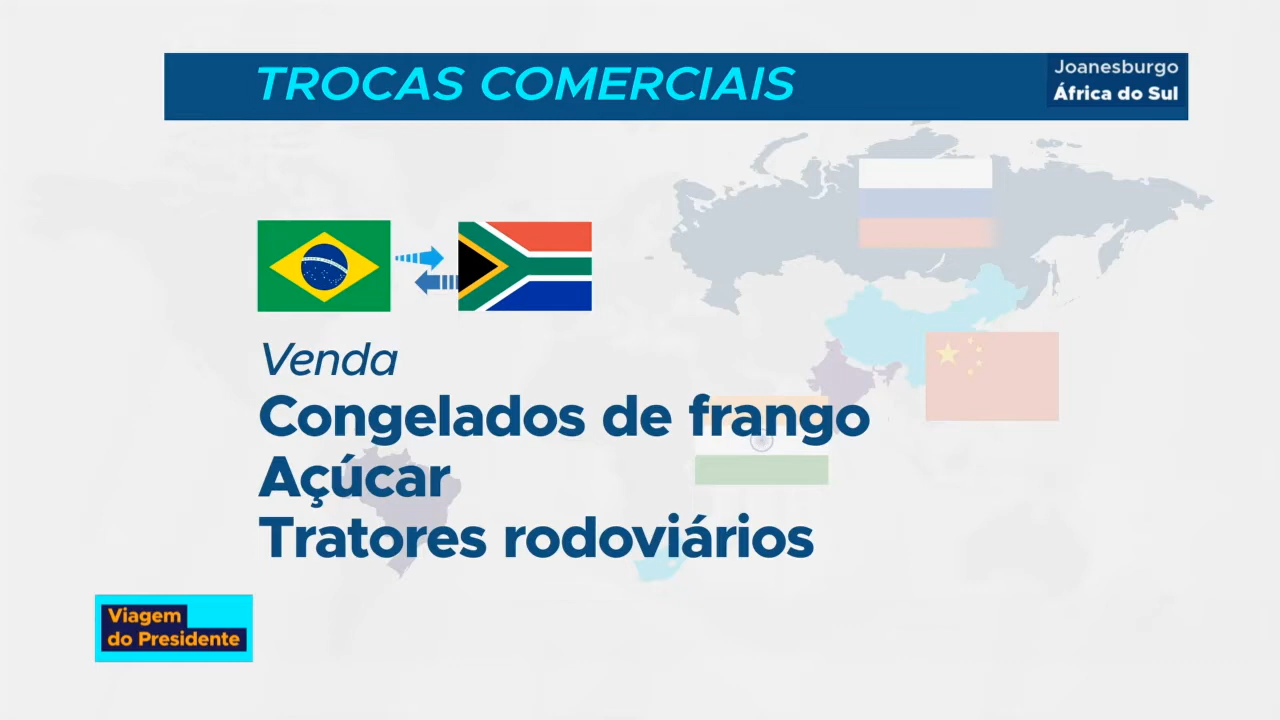 TROCAS COMERCIAIS
Joanesburgo
África do Sul
Venda
Congelados de frango
Açúcar
Tratores rodoviários
Viagem
do Presidente